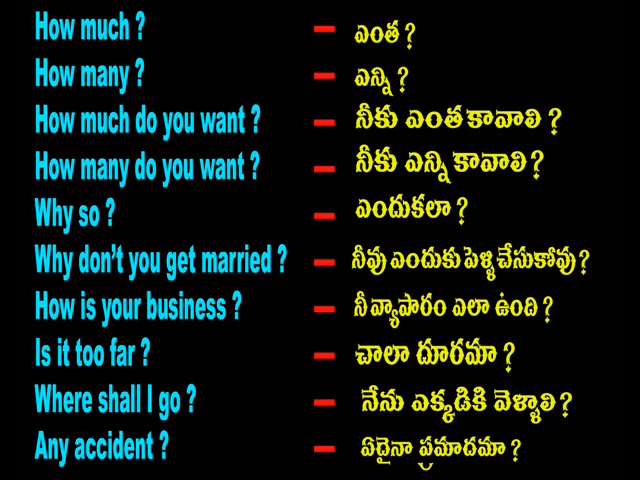 How much ? – ఎంత ?
How many ? – ఎన్ని ?
How much do you want ? – నీకు ఎంత కావాలి ?
How many do you want ? – నీకు ఎన్ని కావాలి ?
Why so ? – ఎందుకలా ?
Why don't you get married ? – నీవు ఎందుకు పెళ్ళి చేసుకోవు ?
How is your business ? – నీ వ్యాపారం ఎలా ఉంది ?
Is it too far ? – చాలా దూరమా ?
Where shall I go ? – నేను ఎక్కడికి వెళ్ళాలి ?
Any accident ? – ఏదైనా ప్రమాదమా ?